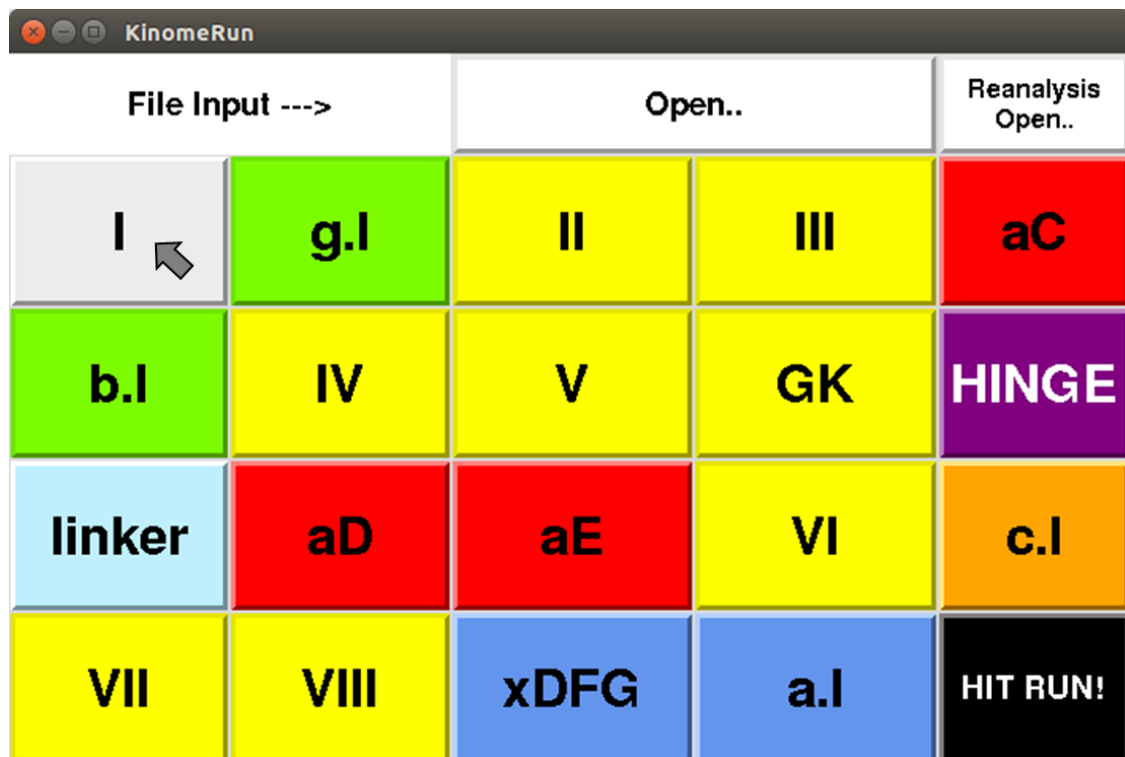 KinomeRun
File Input --->
Open..
Reanalysis
Open..
I
g.I
II
III
aC
b.I
IV
V
GK
HINGE
linker
aD
aE
VI
c.I
VII
VIII
xDFG
a.I
HIT RUN!